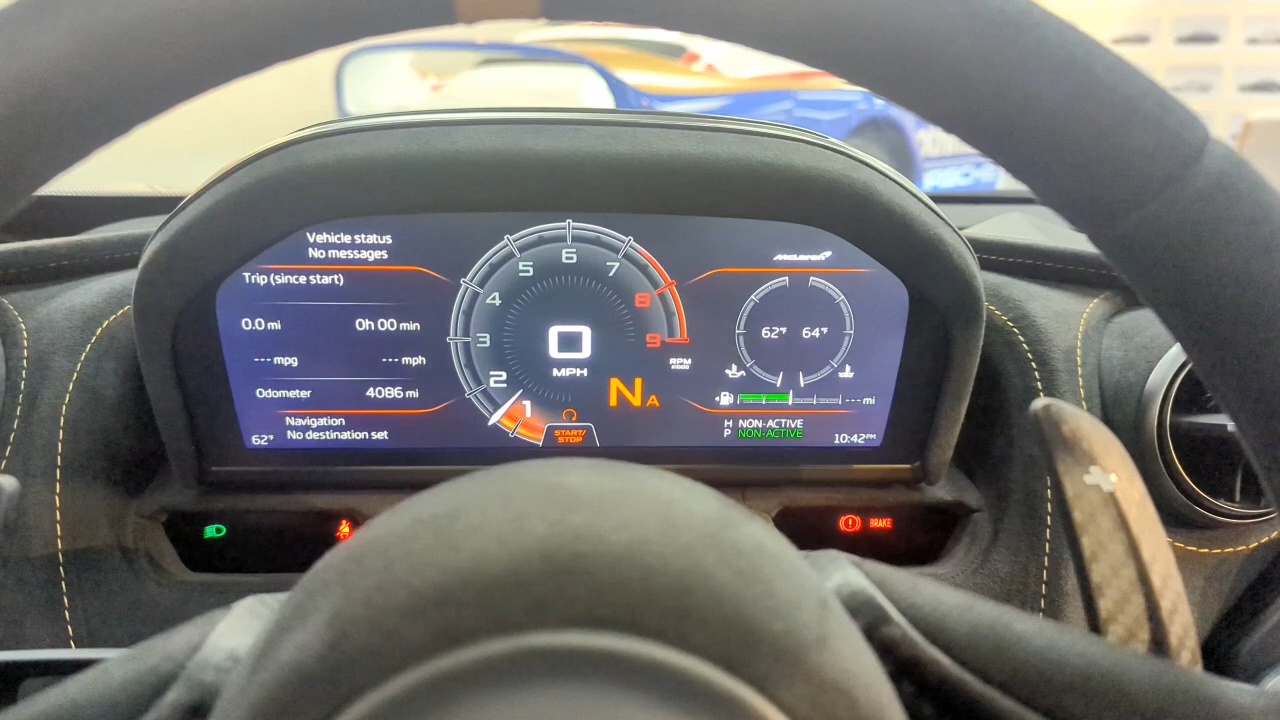 Vehicle status
No messages
Trip (since start)
0.0 mi 0h 00 min
--- mpg --- mph
Odometer 4086 mi
Navigation
No destination set
62°F
1
2
3
4
5
6
7
8
9
0
MPH
RPM
X1000
N A
START/
STOP
McLaren
62°F 64°F
--- mi
H NON-ACTIVE
P NON-ACTIVE
10:42PM
BRAKE